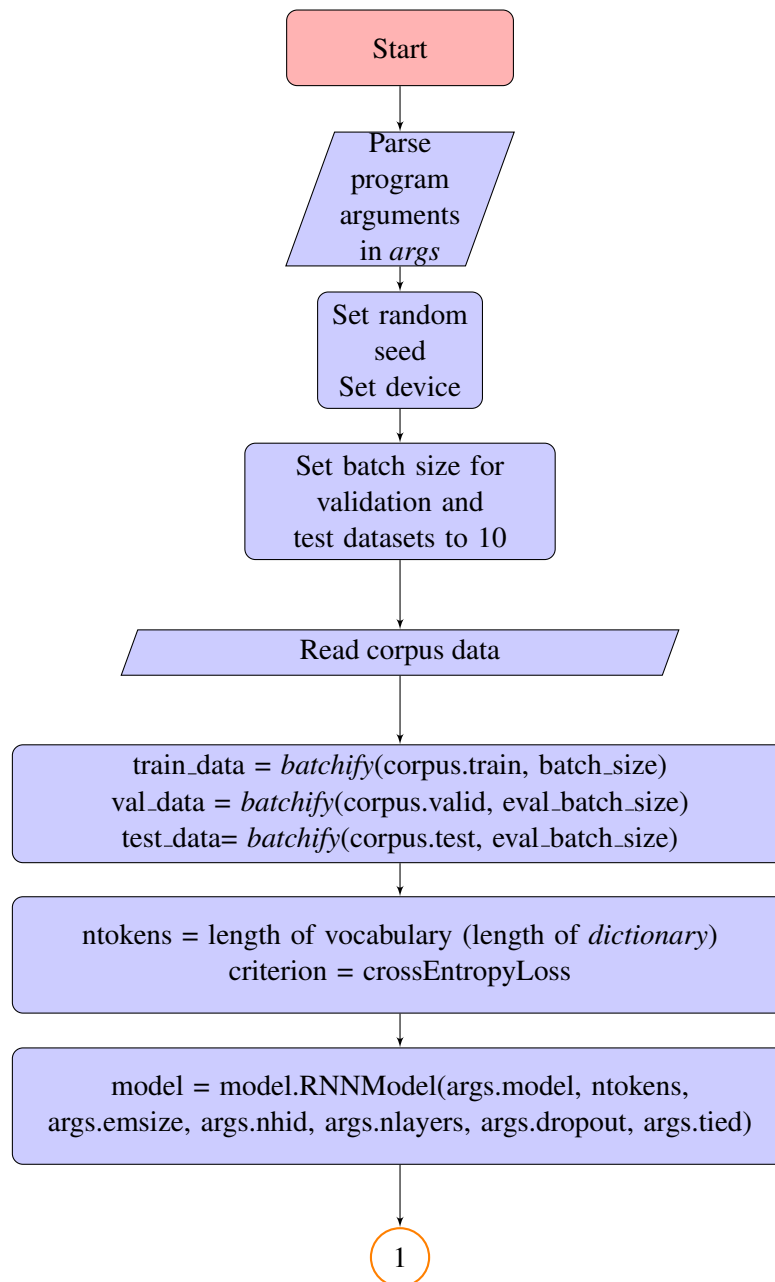 Start
Parse
program
arguments
in args
Set random
seed
Set device
Set batch size for
validation and
test datasets to 10
Read corpus data
train_data = batchify(corpus.train, batch_size)
val_data = batchify(corpus.valid, eval_batch_size)
test_data= batchify(corpus.test, eval_batch_size)
ntokens = length of vocabulary (length of dictionary)
criterion = crossEntropyLoss
model = model.RNNModel(args.model, ntokens,
args.emsize, args.nhid, args.nlayers, args.dropout, args.tied)
1